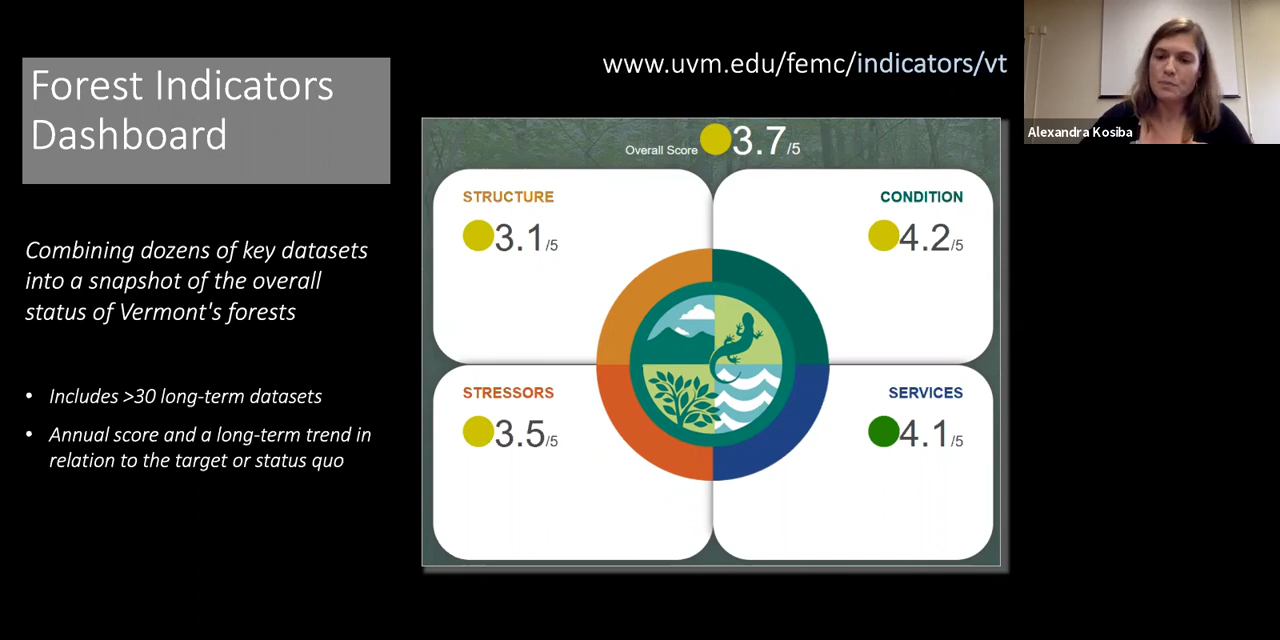 Forest Indicators
Dashboard
www.uvm.edu/femc/indicators/vt
Alexandra Kosiba
Combining dozens of key datasets
into a snapshot of the overall
status of Vermont's forests
• Includes >30 long-term datasets
• Annual score and a long-term trend in
relation to the target or status quo
Overall Score 3.7/5
STRUCTURE
3.1/5
CONDITION
4.2/5
STRESSORS
3.5/5
SERVICES
4.1/5